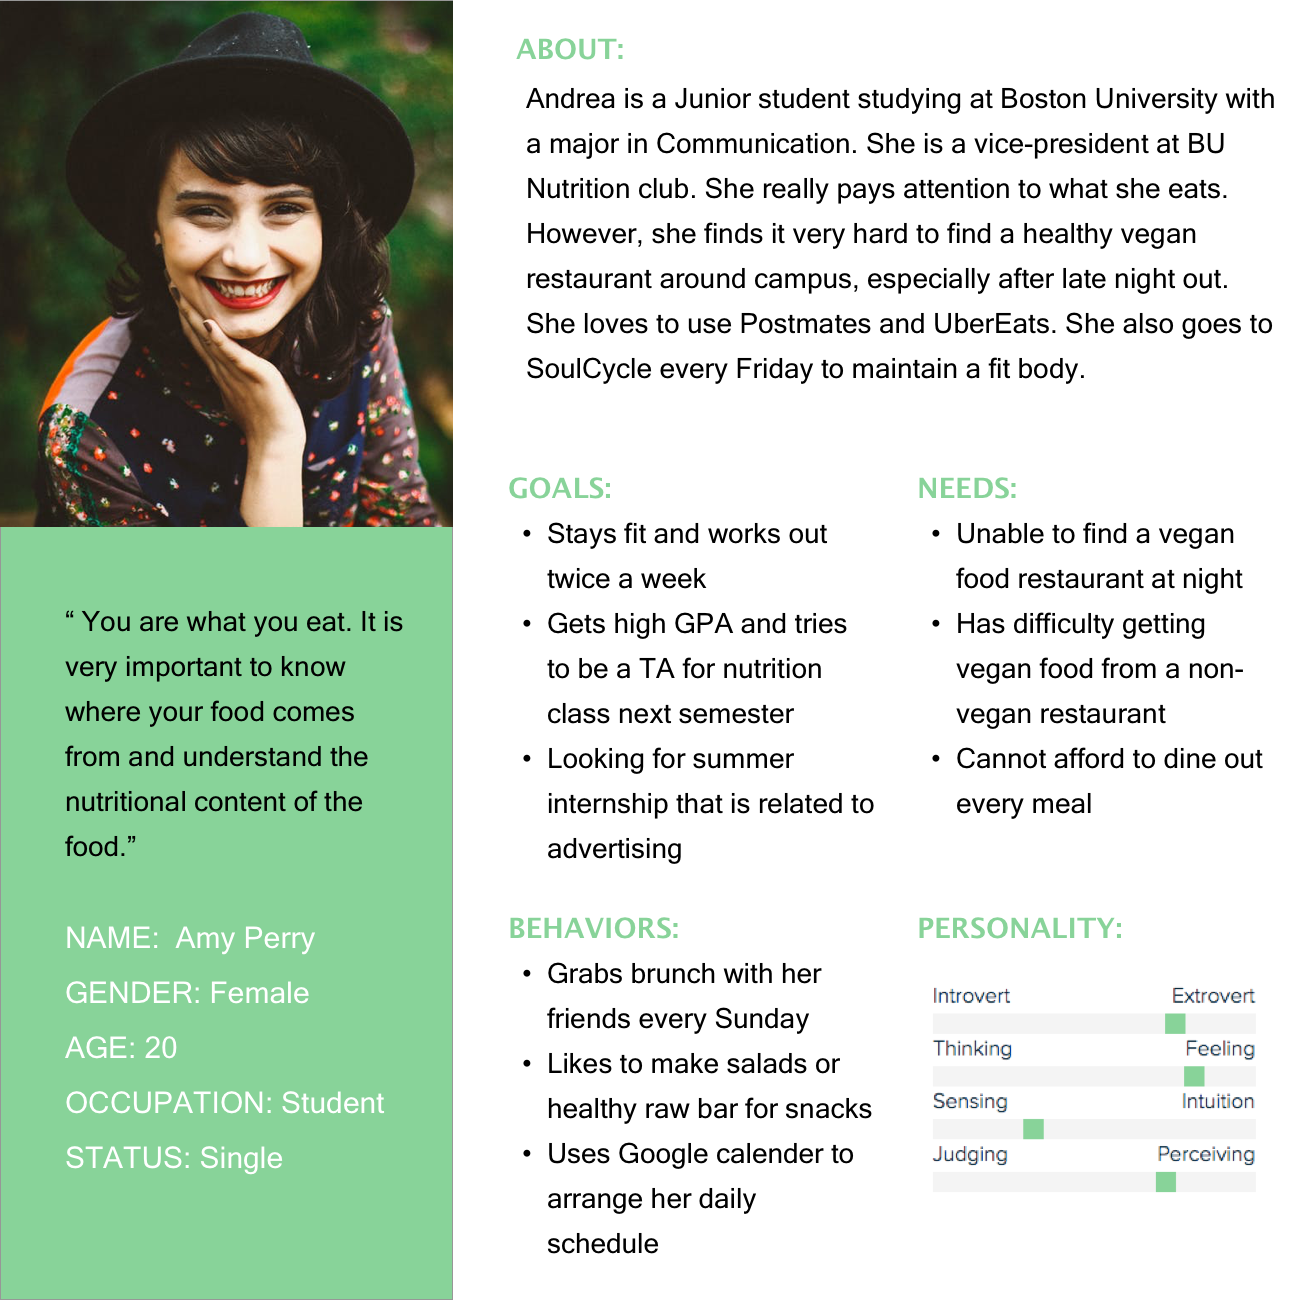 ABOUT:
Andrea is a Junior student studying at Boston University with
a major in Communication. She is a vice-president at BU
Nutrition club. She really pays attention to what she eats.
However, she finds it very hard to find a healthy vegan
restaurant around campus, especially after late night out.
She loves to use Postmates and UberEats. She also goes to
SoulCycle every Friday to maintain a fit body.
“ You are what you eat. It is
very important to know
where your food comes
from and understand the
nutritional content of the
food.”
NAME:  Amy Perry
GENDER: Female
AGE: 20
OCCUPATION: Student
STATUS: Single
GOALS:
• Stays fit and works out
twice a week
• Gets high GPA and tries
to be a TA for nutrition
class next semester
• Looking for summer
internship that is related to
advertising
NEEDS:
• Unable to find a vegan
food restaurant at night
• Has difficulty getting
vegan food from a non-
vegan restaurant
• Cannot afford to dine out
every meal
BEHAVIORS:
• Grabs brunch with her
friends every Sunday
• Likes to make salads or
healthy raw bar for snacks
• Uses Google calender to
arrange her daily
schedule
PERSONALITY:
Introvert Extrovert
Thinking Feeling
Sensing Intuition
Judging Perceiving